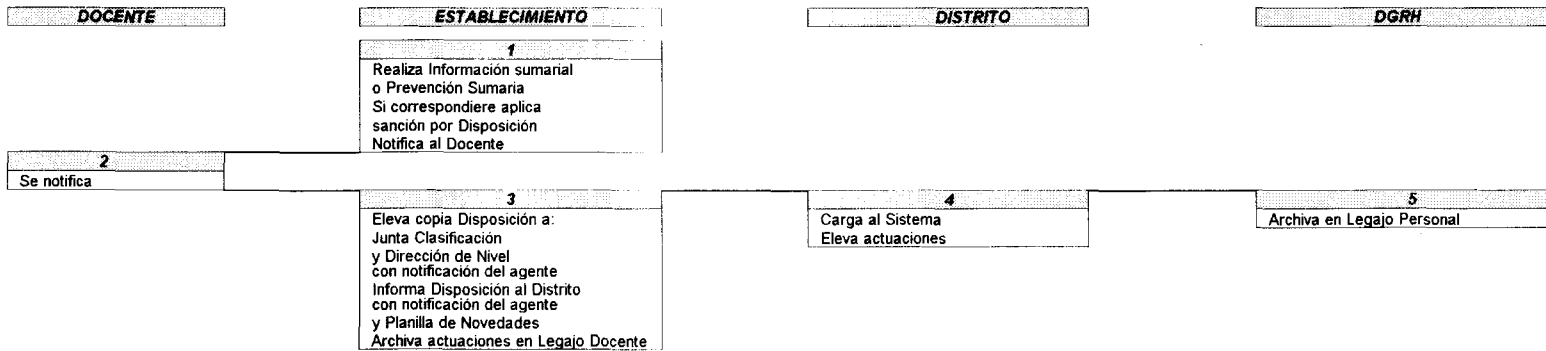 DOCENTE
ESTABLECIMIENTO
DISTRITO
DGRH
1
Realiza Información sumarial
o Prevención Sumaria
Si correspondiere aplica
sanción por Disposición
Notifica al Docente
2
Se notifica
3
Eleva copia Disposición a:
Junta Clasificación
y Dirección de Nivel
con notificación del agente
Informa Disposición al Distrito
con notificación del agente
y Planilla de Novedades
Archiva actuaciones en Legajo Docente
4
Carga al Sistema
Eleva actuaciones
5
Archiva en Legajo Personal